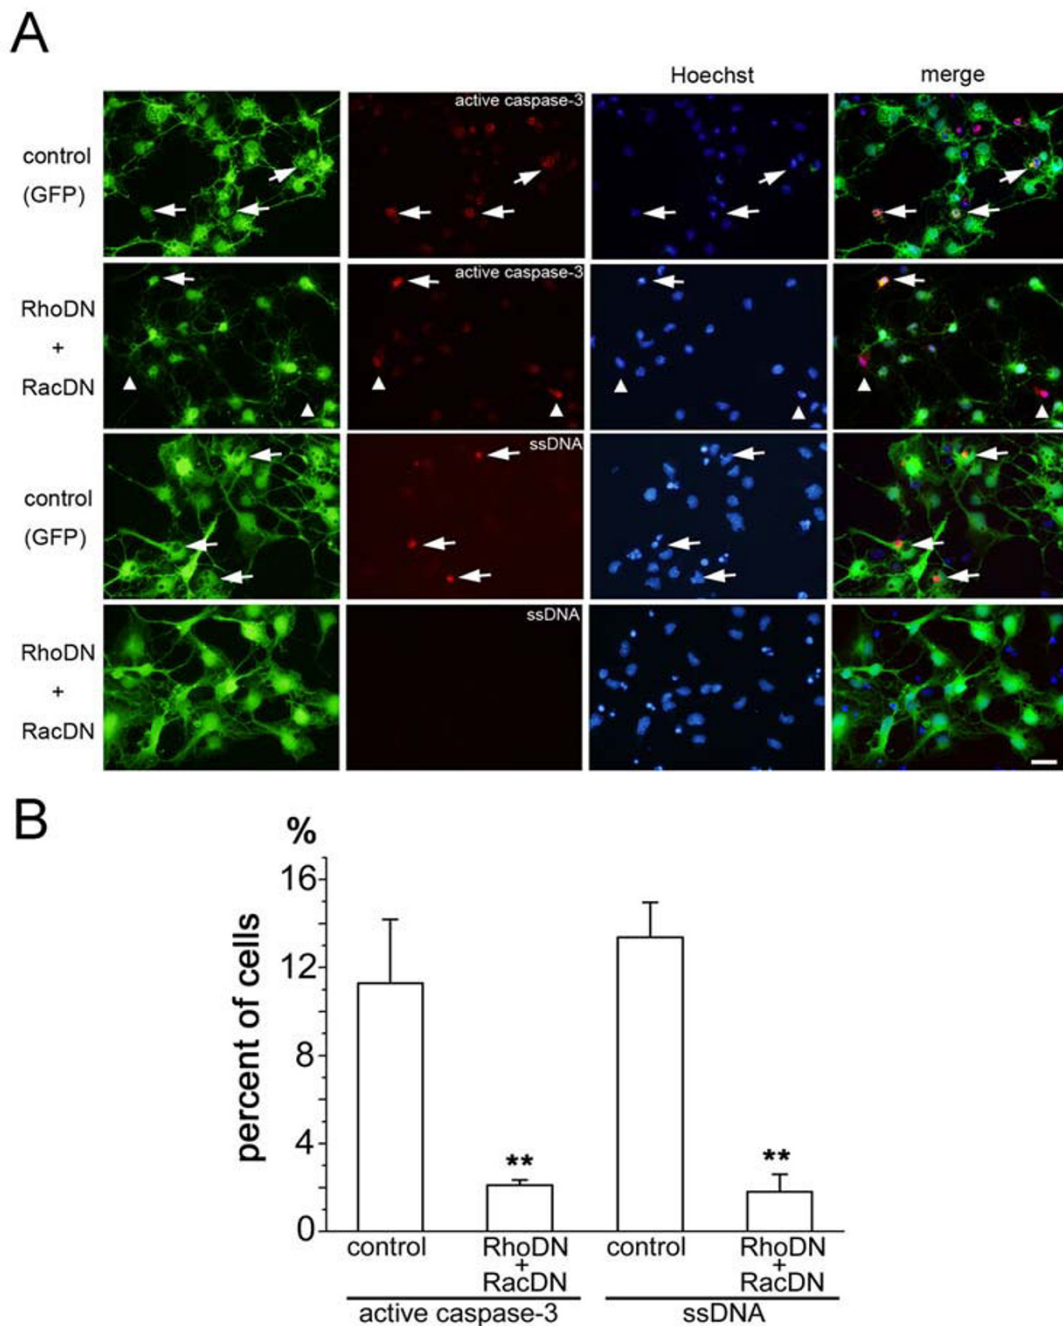 A
Hoechst merge
control
(GFP)
active caspase-3
RhoDN
+
RacDN
active caspase-3
control
(GFP)
ssDNA
RhoDN
+
RacDN
ssDNA
B
%
percent of cells
16
12
8
4
0
** **
control RhoDN + RacDN control RhoDN + RacDN
active caspase-3 ssDNA